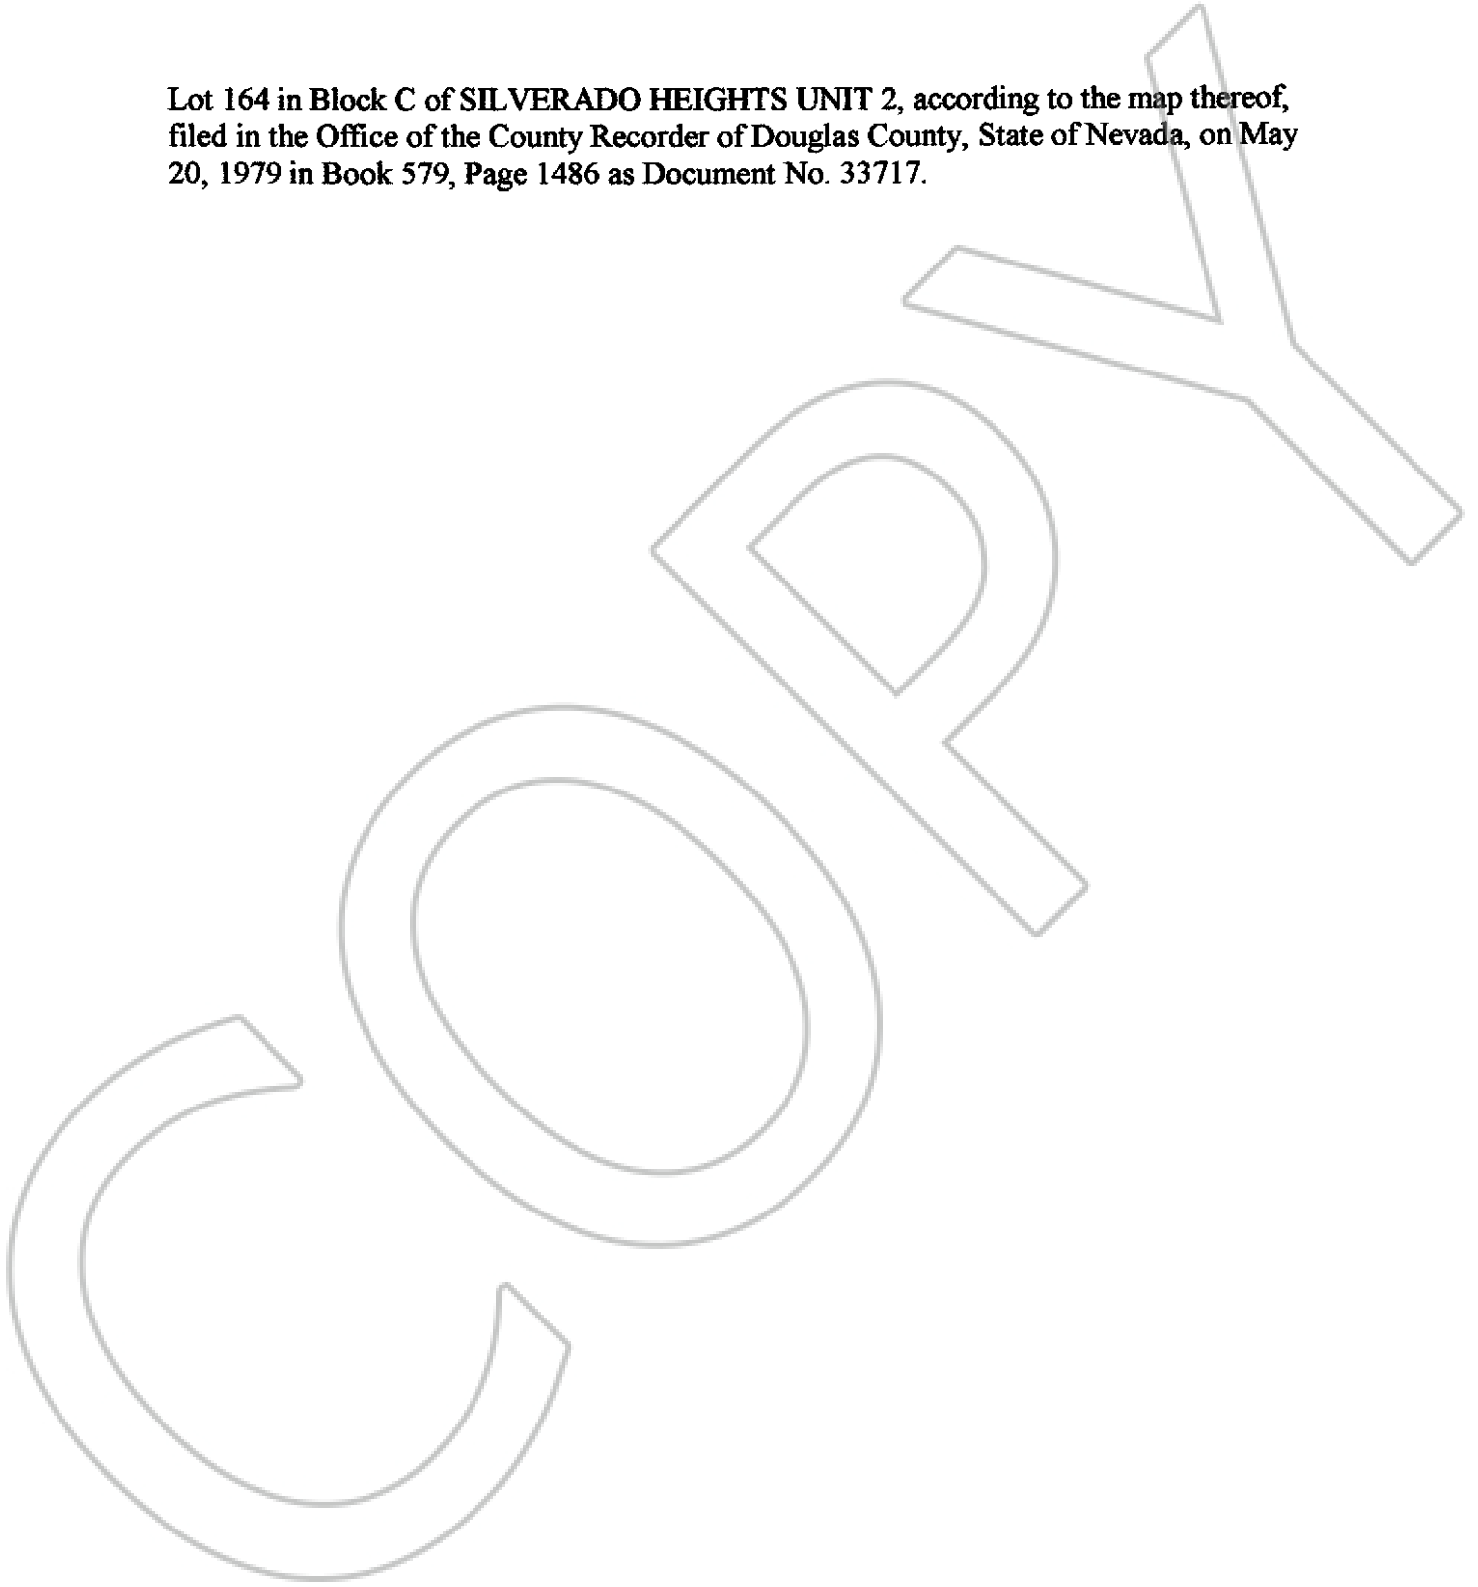 Lot 164 in Block C of SILVERADO HEIGHTS UNIT 2, according to the map thereof,
filed in the Office of the County Recorder of Douglas County, State of Nevada, on May
20, 1979 in Book 579, Page 1486 as Document No. 33717.
COPY